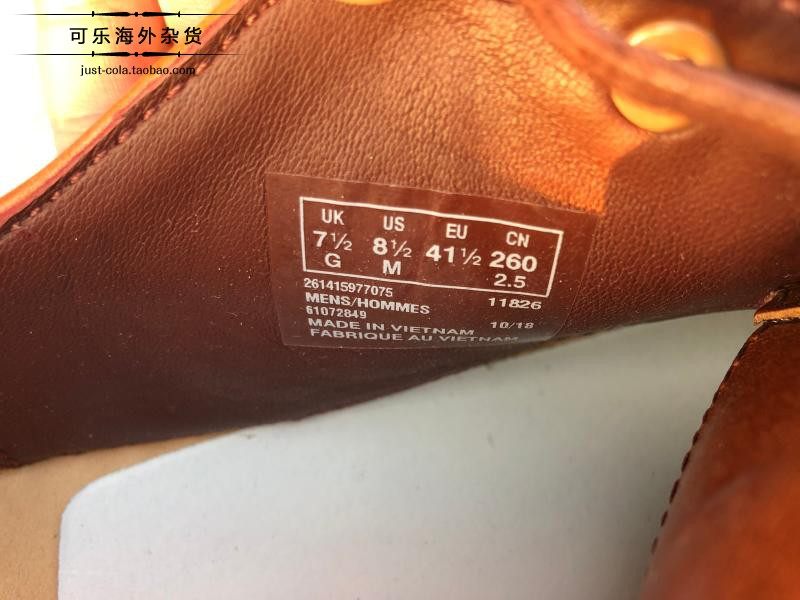 可乐海外杂货
just-cola.taobao.com
UK US EU CN
7½ 8½ 41½ 260
G M 2.5
261415977075 11826
MENS/HOMMES
61072849 10/18
MADE IN VIETNAM
FABRIQUE AU VIETNAM